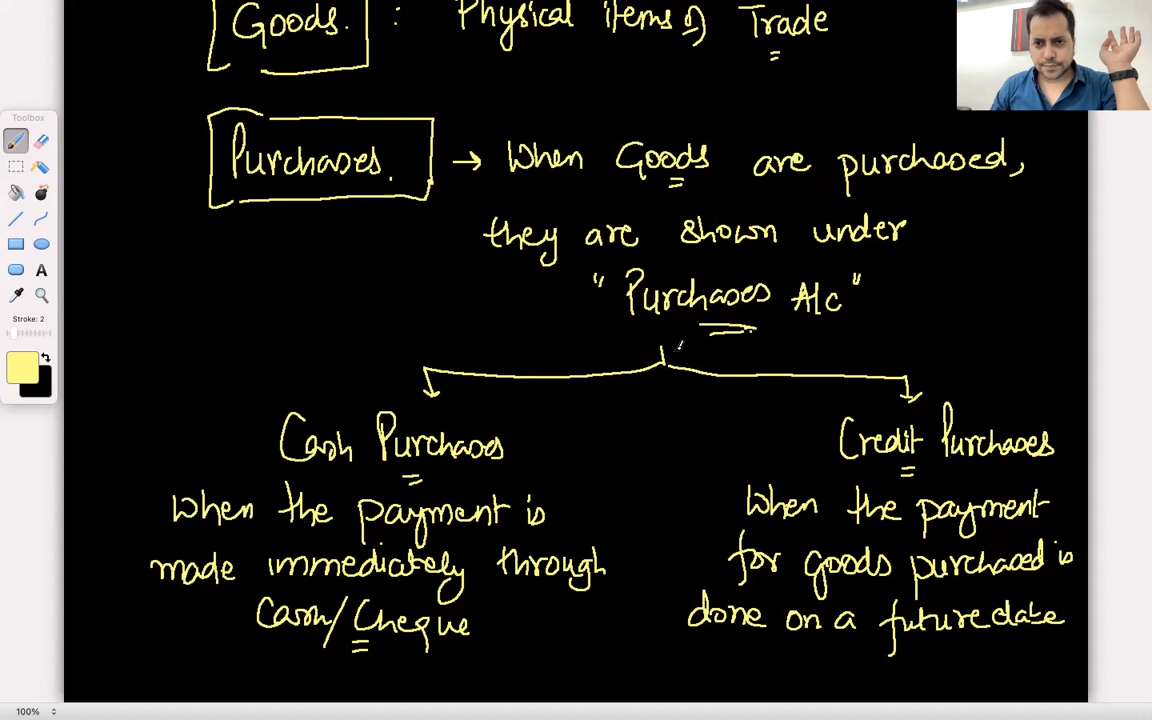 Goods. : Physical items of Trade
Toolbox
Purchases. → When Goods are purchased,
they are shown under
"Purchases A/c"
A
Stroke: 2
Cash Purchases
Credit Purchases
When the payment is
made immediately through
Cash/Cheque
When the payment
for goods purchased is
done on a future date
100%